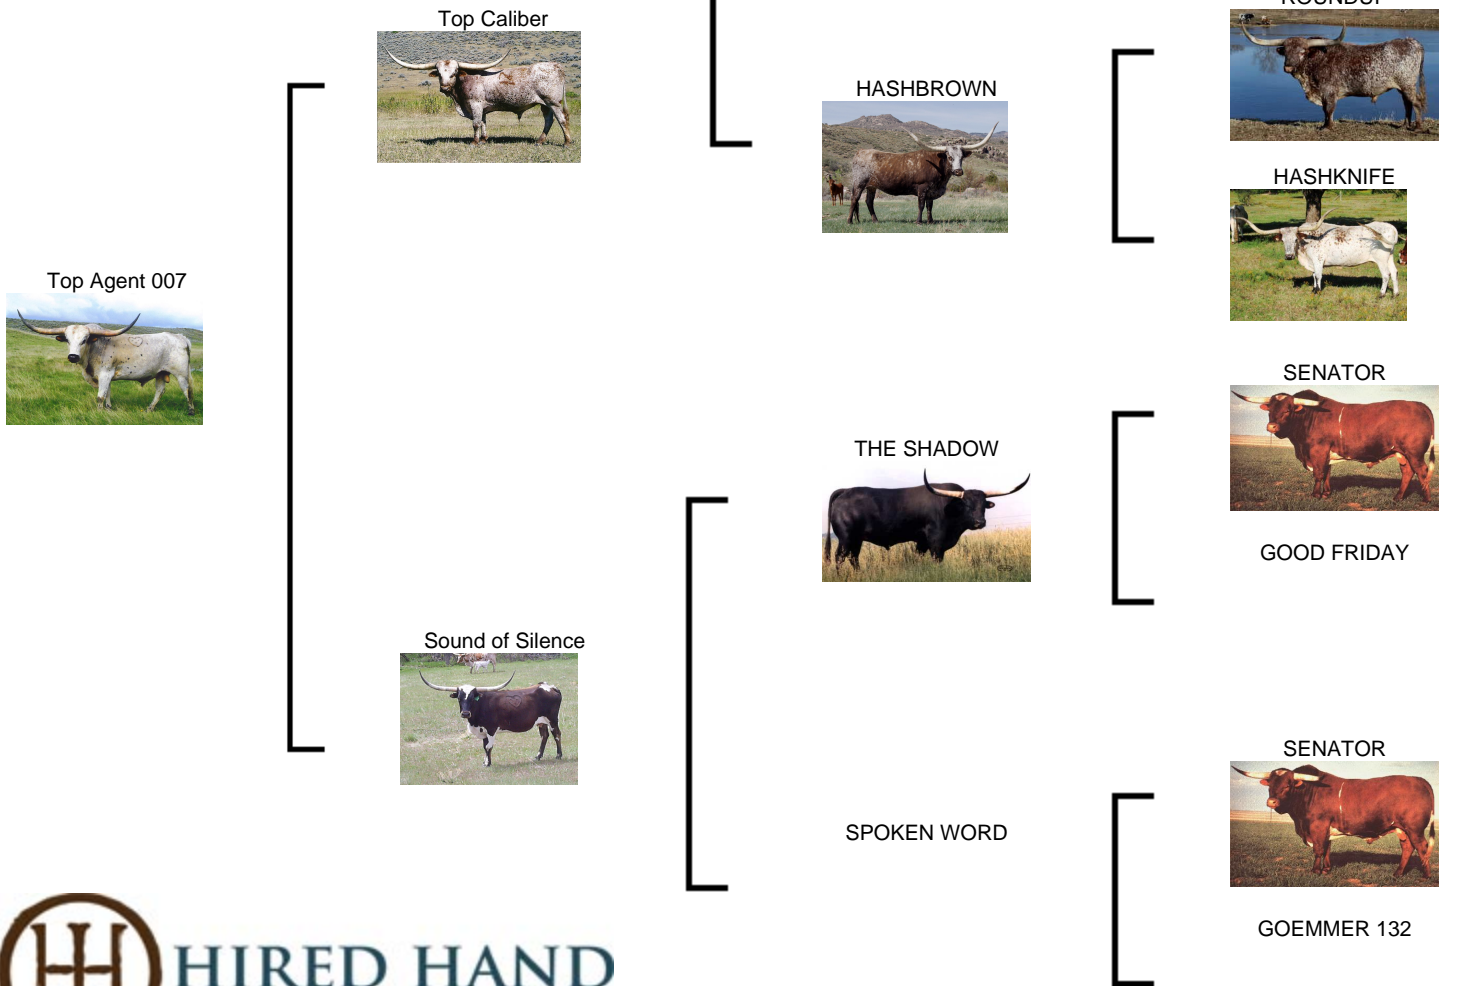 Top Caliber
HASHBROWN
HASHKNIFE
Top Agent 007
SENATOR
THE SHADOW
GOOD FRIDAY
Sound of Silence
SENATOR
SPOKEN WORD
GOEMMER 132
HIRED HAND